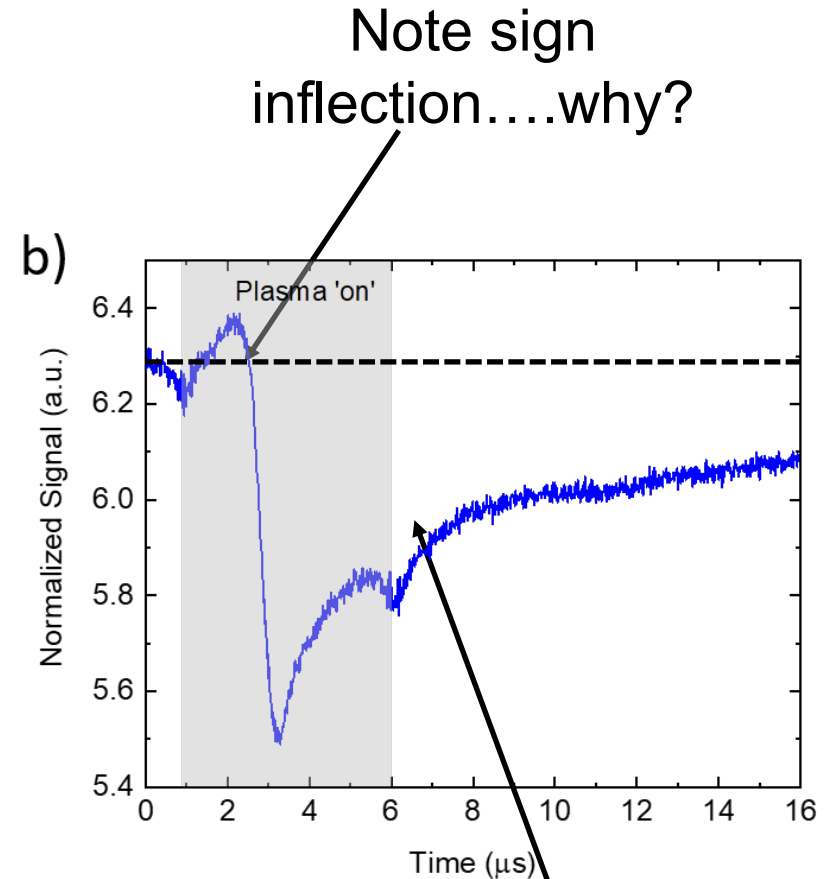 Note sign
inflection....why?
b)
Plasma 'on'
Normalized Signal (a.u.)
6.4
6.2
6.0
5.8
5.6
5.4
0 2 4 6 8 10 12 14 16
Time (μs)